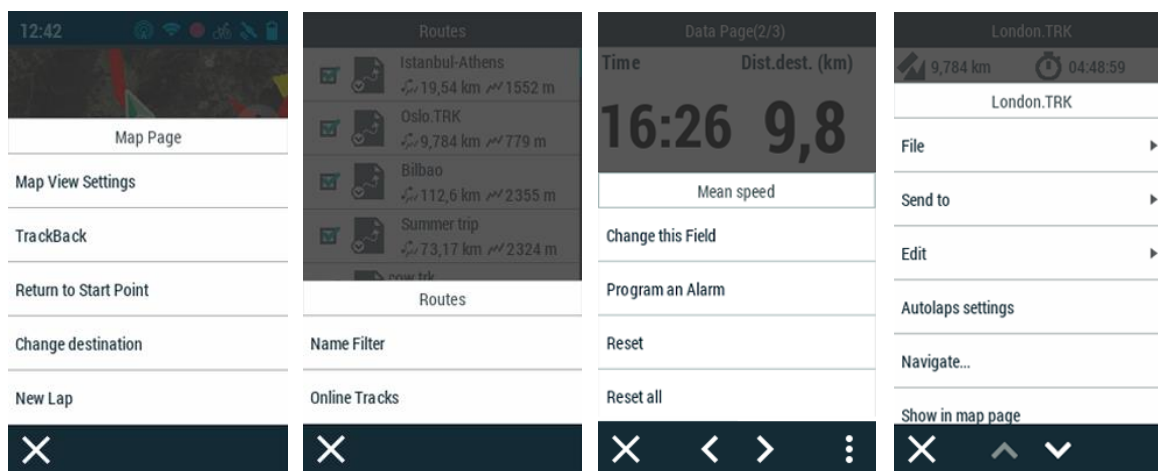 12:42
Map Page
Map View Settings
TrackBack
Return to Start Point
Change destination
New Lap
Routes
Istanbul-Athens
19,54 km 1552 m
Oslo.TRK
9,784 km 779 m
Bilbao
112,6 km 2355 m
Summer trip
73,17 km 2324 m
cow.trk
Routes
Name Filter
Online Tracks
Data Page(2/3)
Time Dist.dest. (km)
16:26 9,8
Mean speed
Change this Field
Program an Alarm
Reset
Reset all
London.TRK
9,784 km 04:48:59
London.TRK
File
Send to
Edit
Autolaps settings
Navigate...
Show in map page